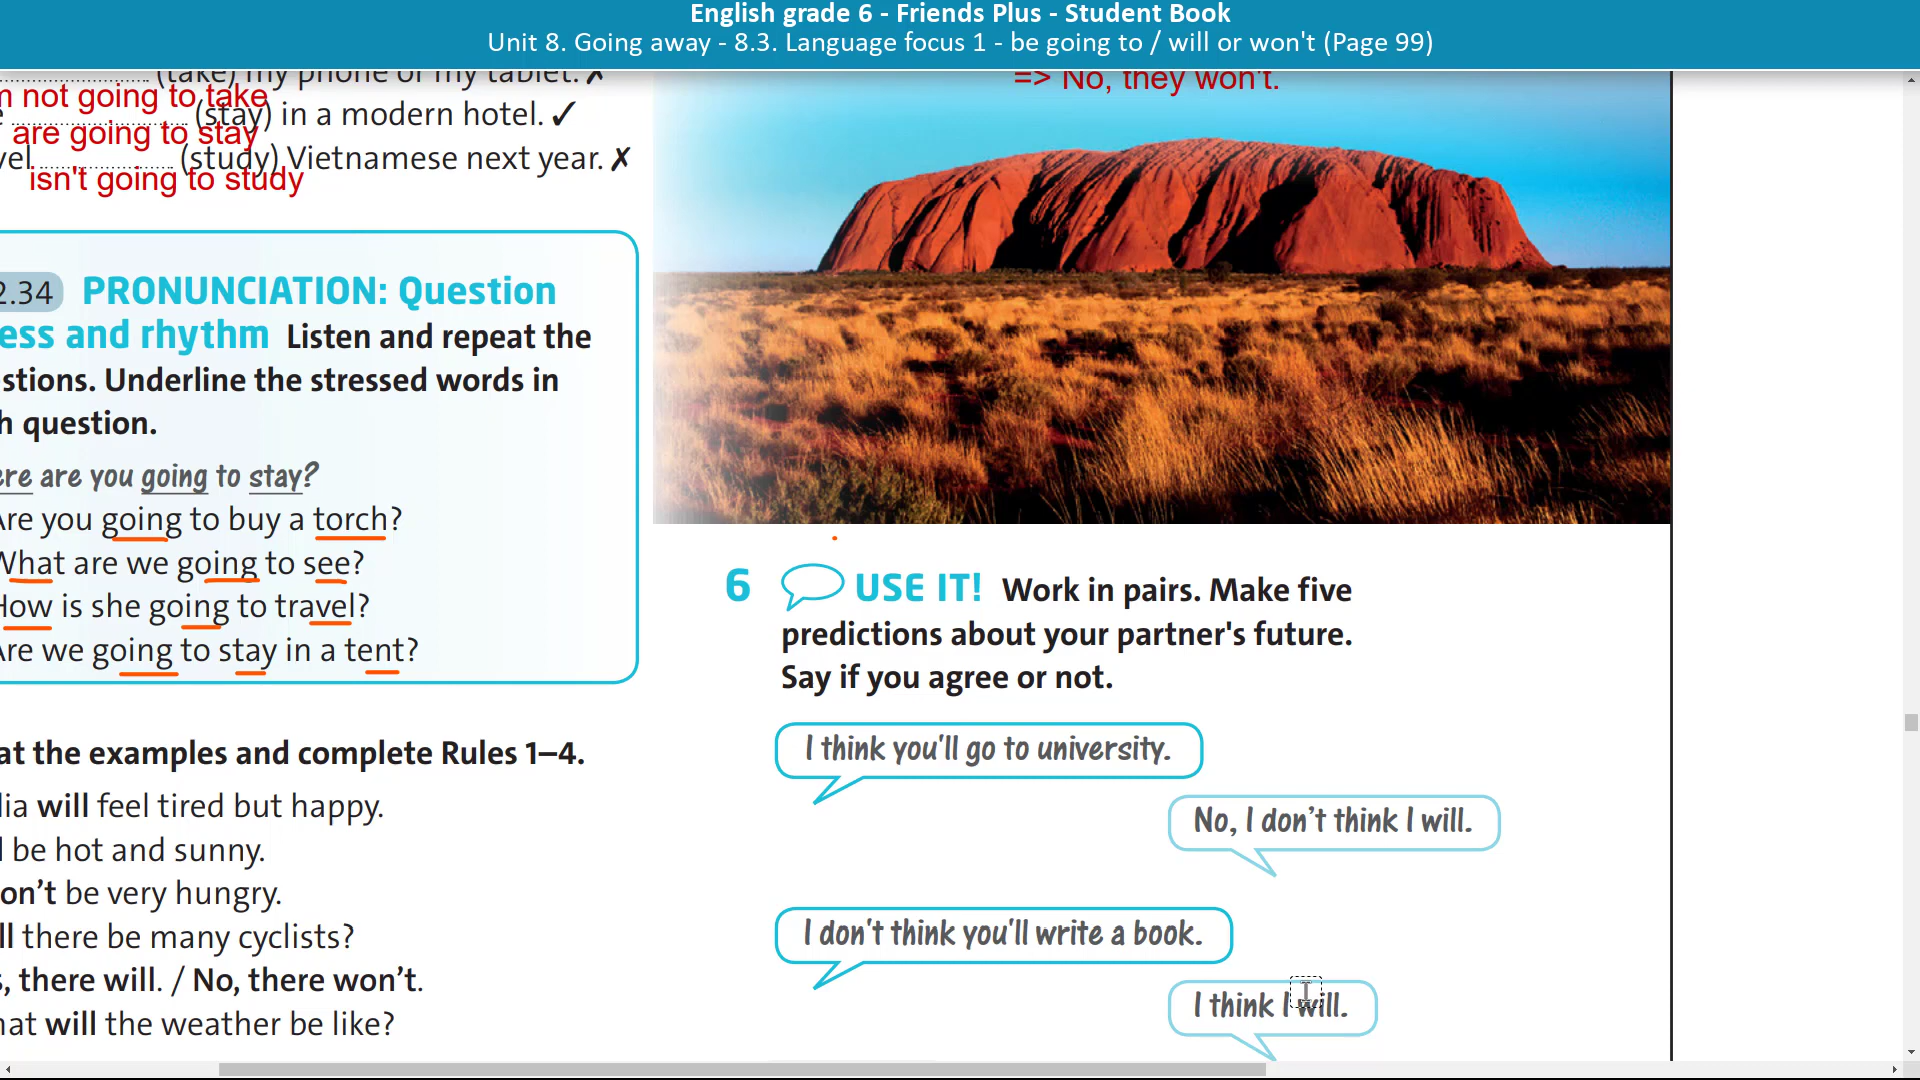 English grade 6 - Friends Plus - Student Book
Unit 8. Going away - 8.3. Language focus 1 - be going to / will or won't (Page 99)
(take) my phone or my tablet. ✗
not going to take
(stay) in a modern hotel. ✓
are going to stay
(study) Vietnamese next year. ✗
isn't going to study
2.34 PRONUNCIATION: Question
ess and rhythm Listen and repeat the
stions. Underline the stressed words in
h question.
ere are you going to stay?
Are you going to buy a torch?
What are we going to see?
How is she going to travel?
Are we going to stay in a tent?
at the examples and complete Rules 1–4.
lia will feel tired but happy.
l be hot and sunny.
on't be very hungry.
ll there be many cyclists?
s, there will. / No, there won't.
hat will the weather be like?
=> No, they won't.
6 USE IT! Work in pairs. Make five
predictions about your partner's future.
Say if you agree or not.
I think you'll go to university.
No, I don't think I will.
I don't think you'll write a book.
I think I will.